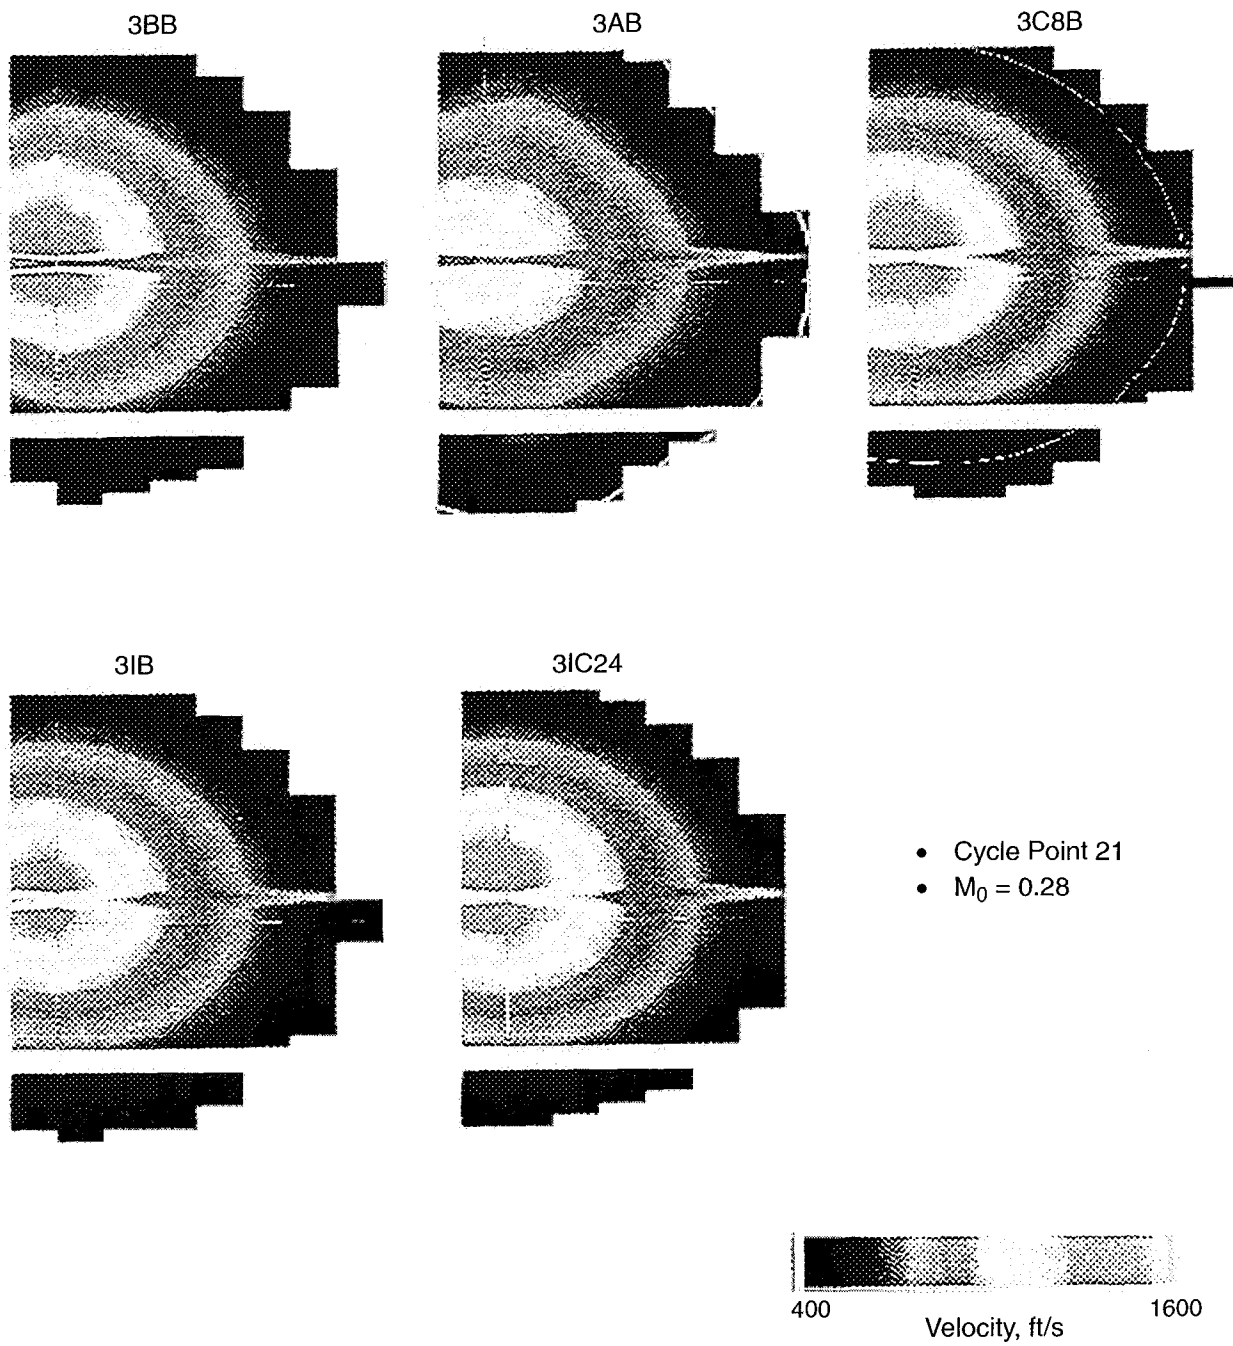 3BB
3AB
3C8B
3IB
3IC24
• Cycle Point 21
• M₀ = 0.28
400
1600
Velocity, ft/s